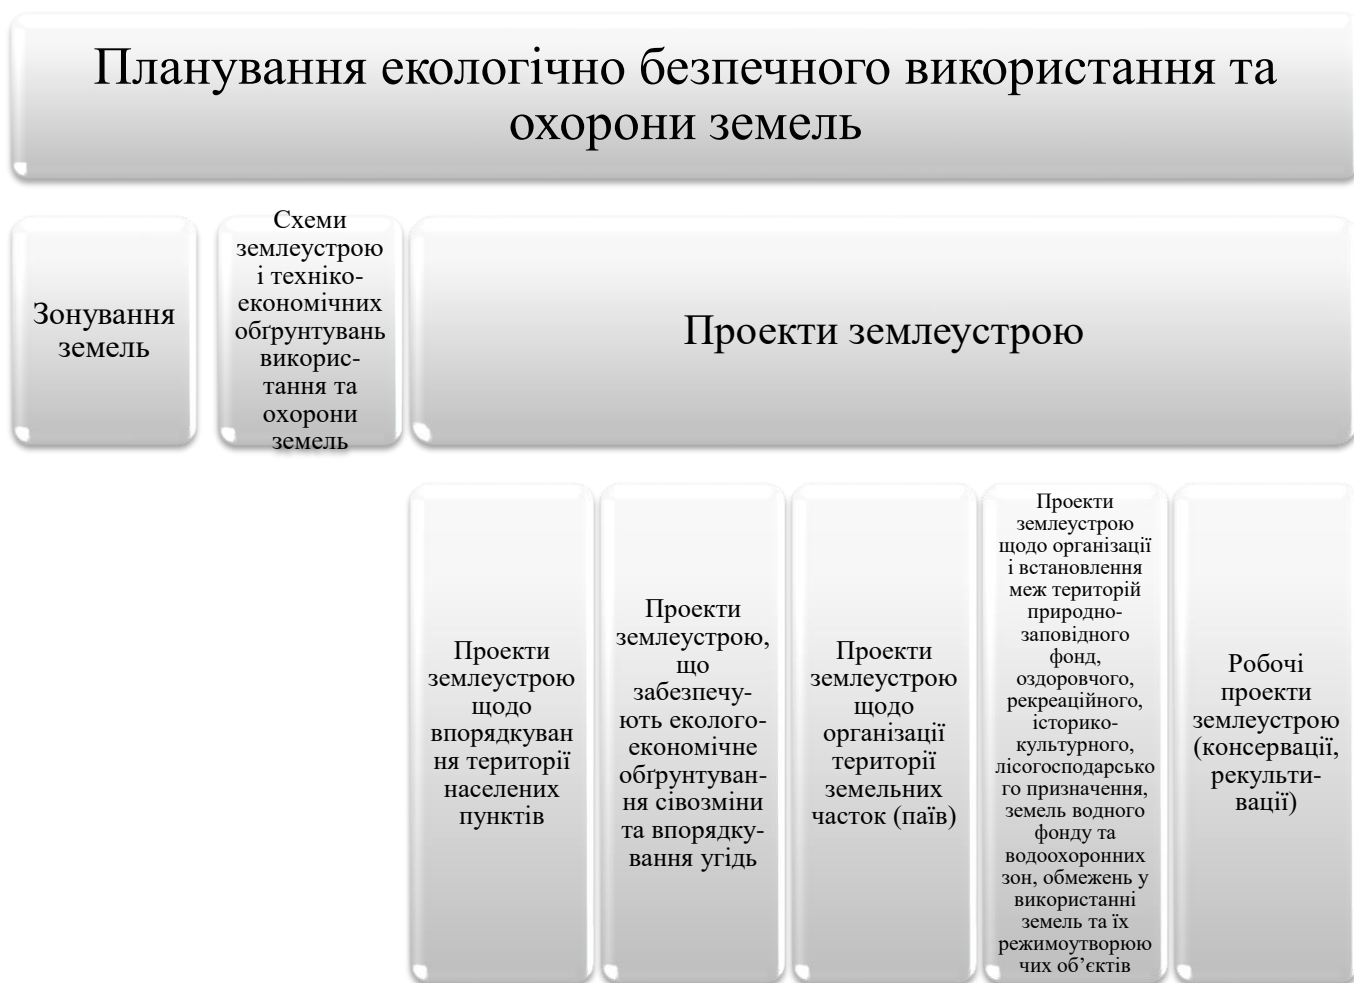 Планування екологічно безпечного використання та
охорони земель
Зонування
земель
Схеми
землеустрою
і техніко-
економічних
обґрунтувань
викорис-
тання та
охорони
земель
Проекти землеустрою
Проекти
землеустрою
щодо
впорядкуван
ня території
населених
пунктів
Проекти
землеустрою,
що
забезпечу-
ють еколого-
економічне
обґрунтуван-
ня сівозміни
та впорядку-
вання угідь
Проекти
землеустрою
щодо
організації
території
земельних
часток (паїв)
Проекти
землеустрою
щодо організації
і встановлення
меж територій
природно-
заповідного
фонд,
оздоровчого,
рекреаційного,
історико-
культурного,
лісогосподарсько
го призначення,
земель водного
фонду та
водоохоронних
зон, обмежень у
використанні
земель та їх
режимоутворюю
чих об’єктів
Робочі
проекти
землеустрою
(консервації,
рекульти-
вації)